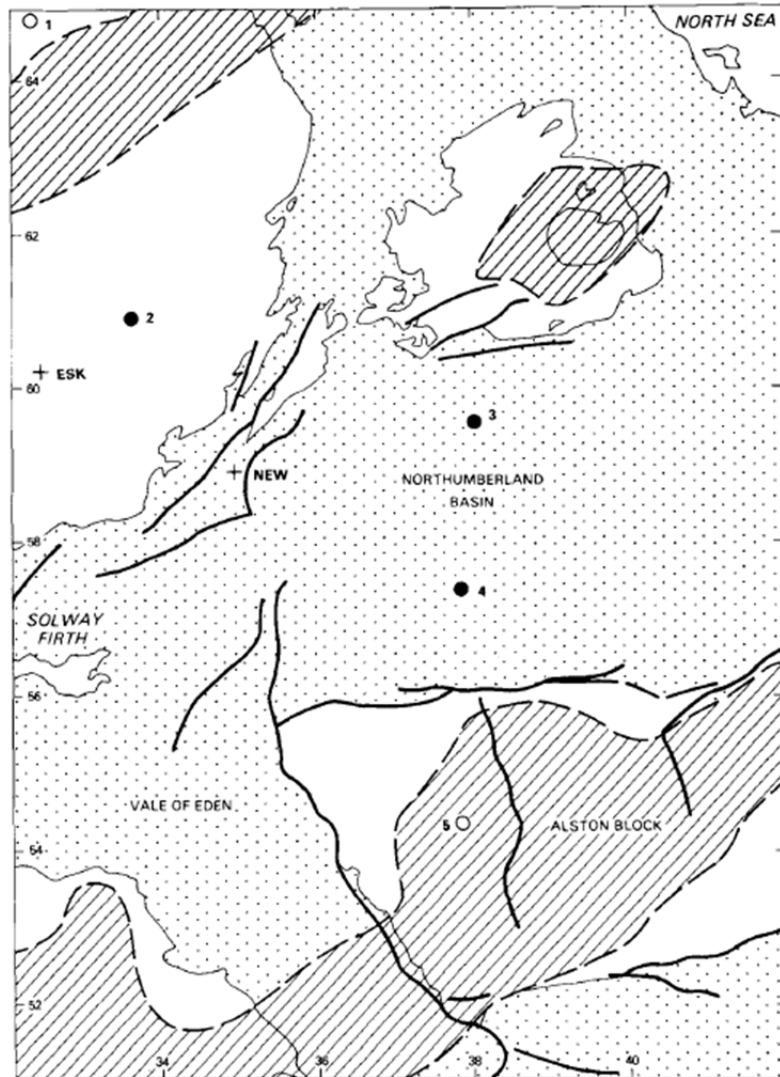 NORTH SEA
1
64
62
2
ESK
60
3
NEW
NORTHUMBERLAND
BASIN
58
4
SOLWAY
FIRTH
56
VALE OF EDEN
5
ALSTON BLOCK
54
52
34
36
38
40